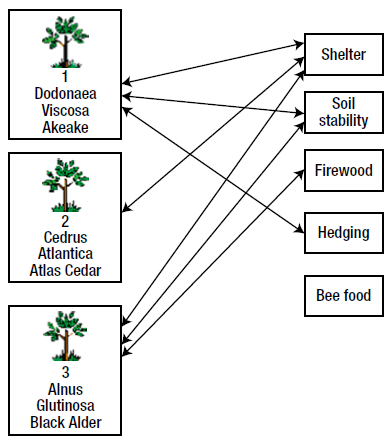 1
Dodonaea
Viscosa
Akeake
2
Cedrus
Atlantica
Atlas Cedar
3
Alnus
Glutinosa
Black Alder
Shelter
Soil
stability
Firewood
Hedging
Bee food